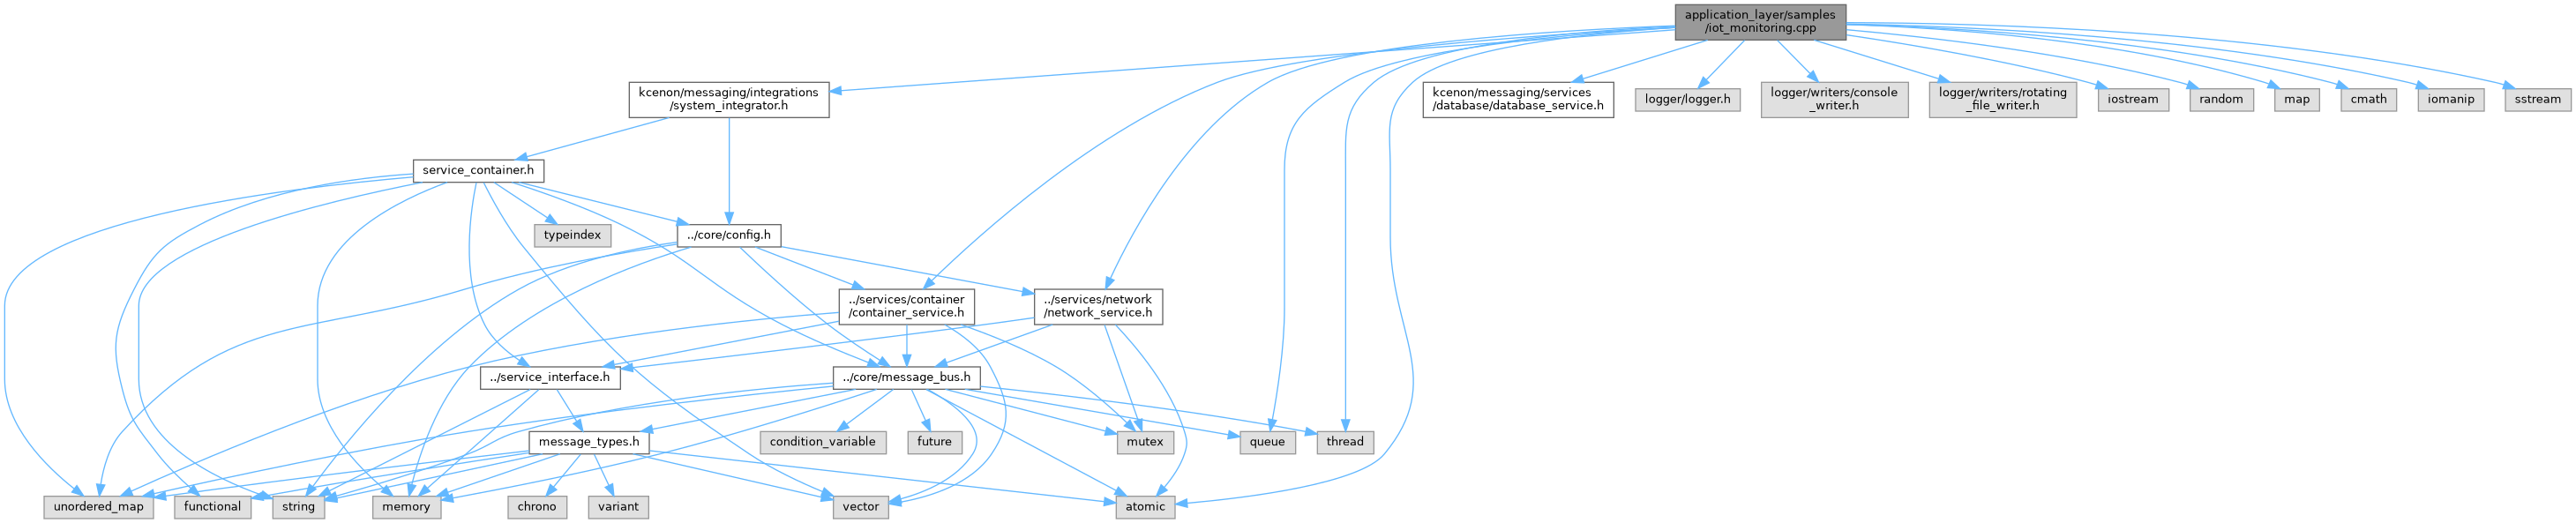 application_layer/samples
/iot_monitoring.cpp
kcenon/messaging/integrations
/system_integrator.h
kcenon/messaging/services
/database/database_service.h
logger/logger.h
logger/writers/console
_writer.h
logger/writers/rotating
_file_writer.h
iostream
random
map
cmath
iomanip
sstream
service_container.h
typeindex
../core/config.h
../services/container
/container_service.h
../services/network
/network_service.h
../service_interface.h
../core/message_bus.h
message_types.h
condition_variable
future
mutex
queue
thread
unordered_map
functional
string
memory
chrono
variant
vector
atomic